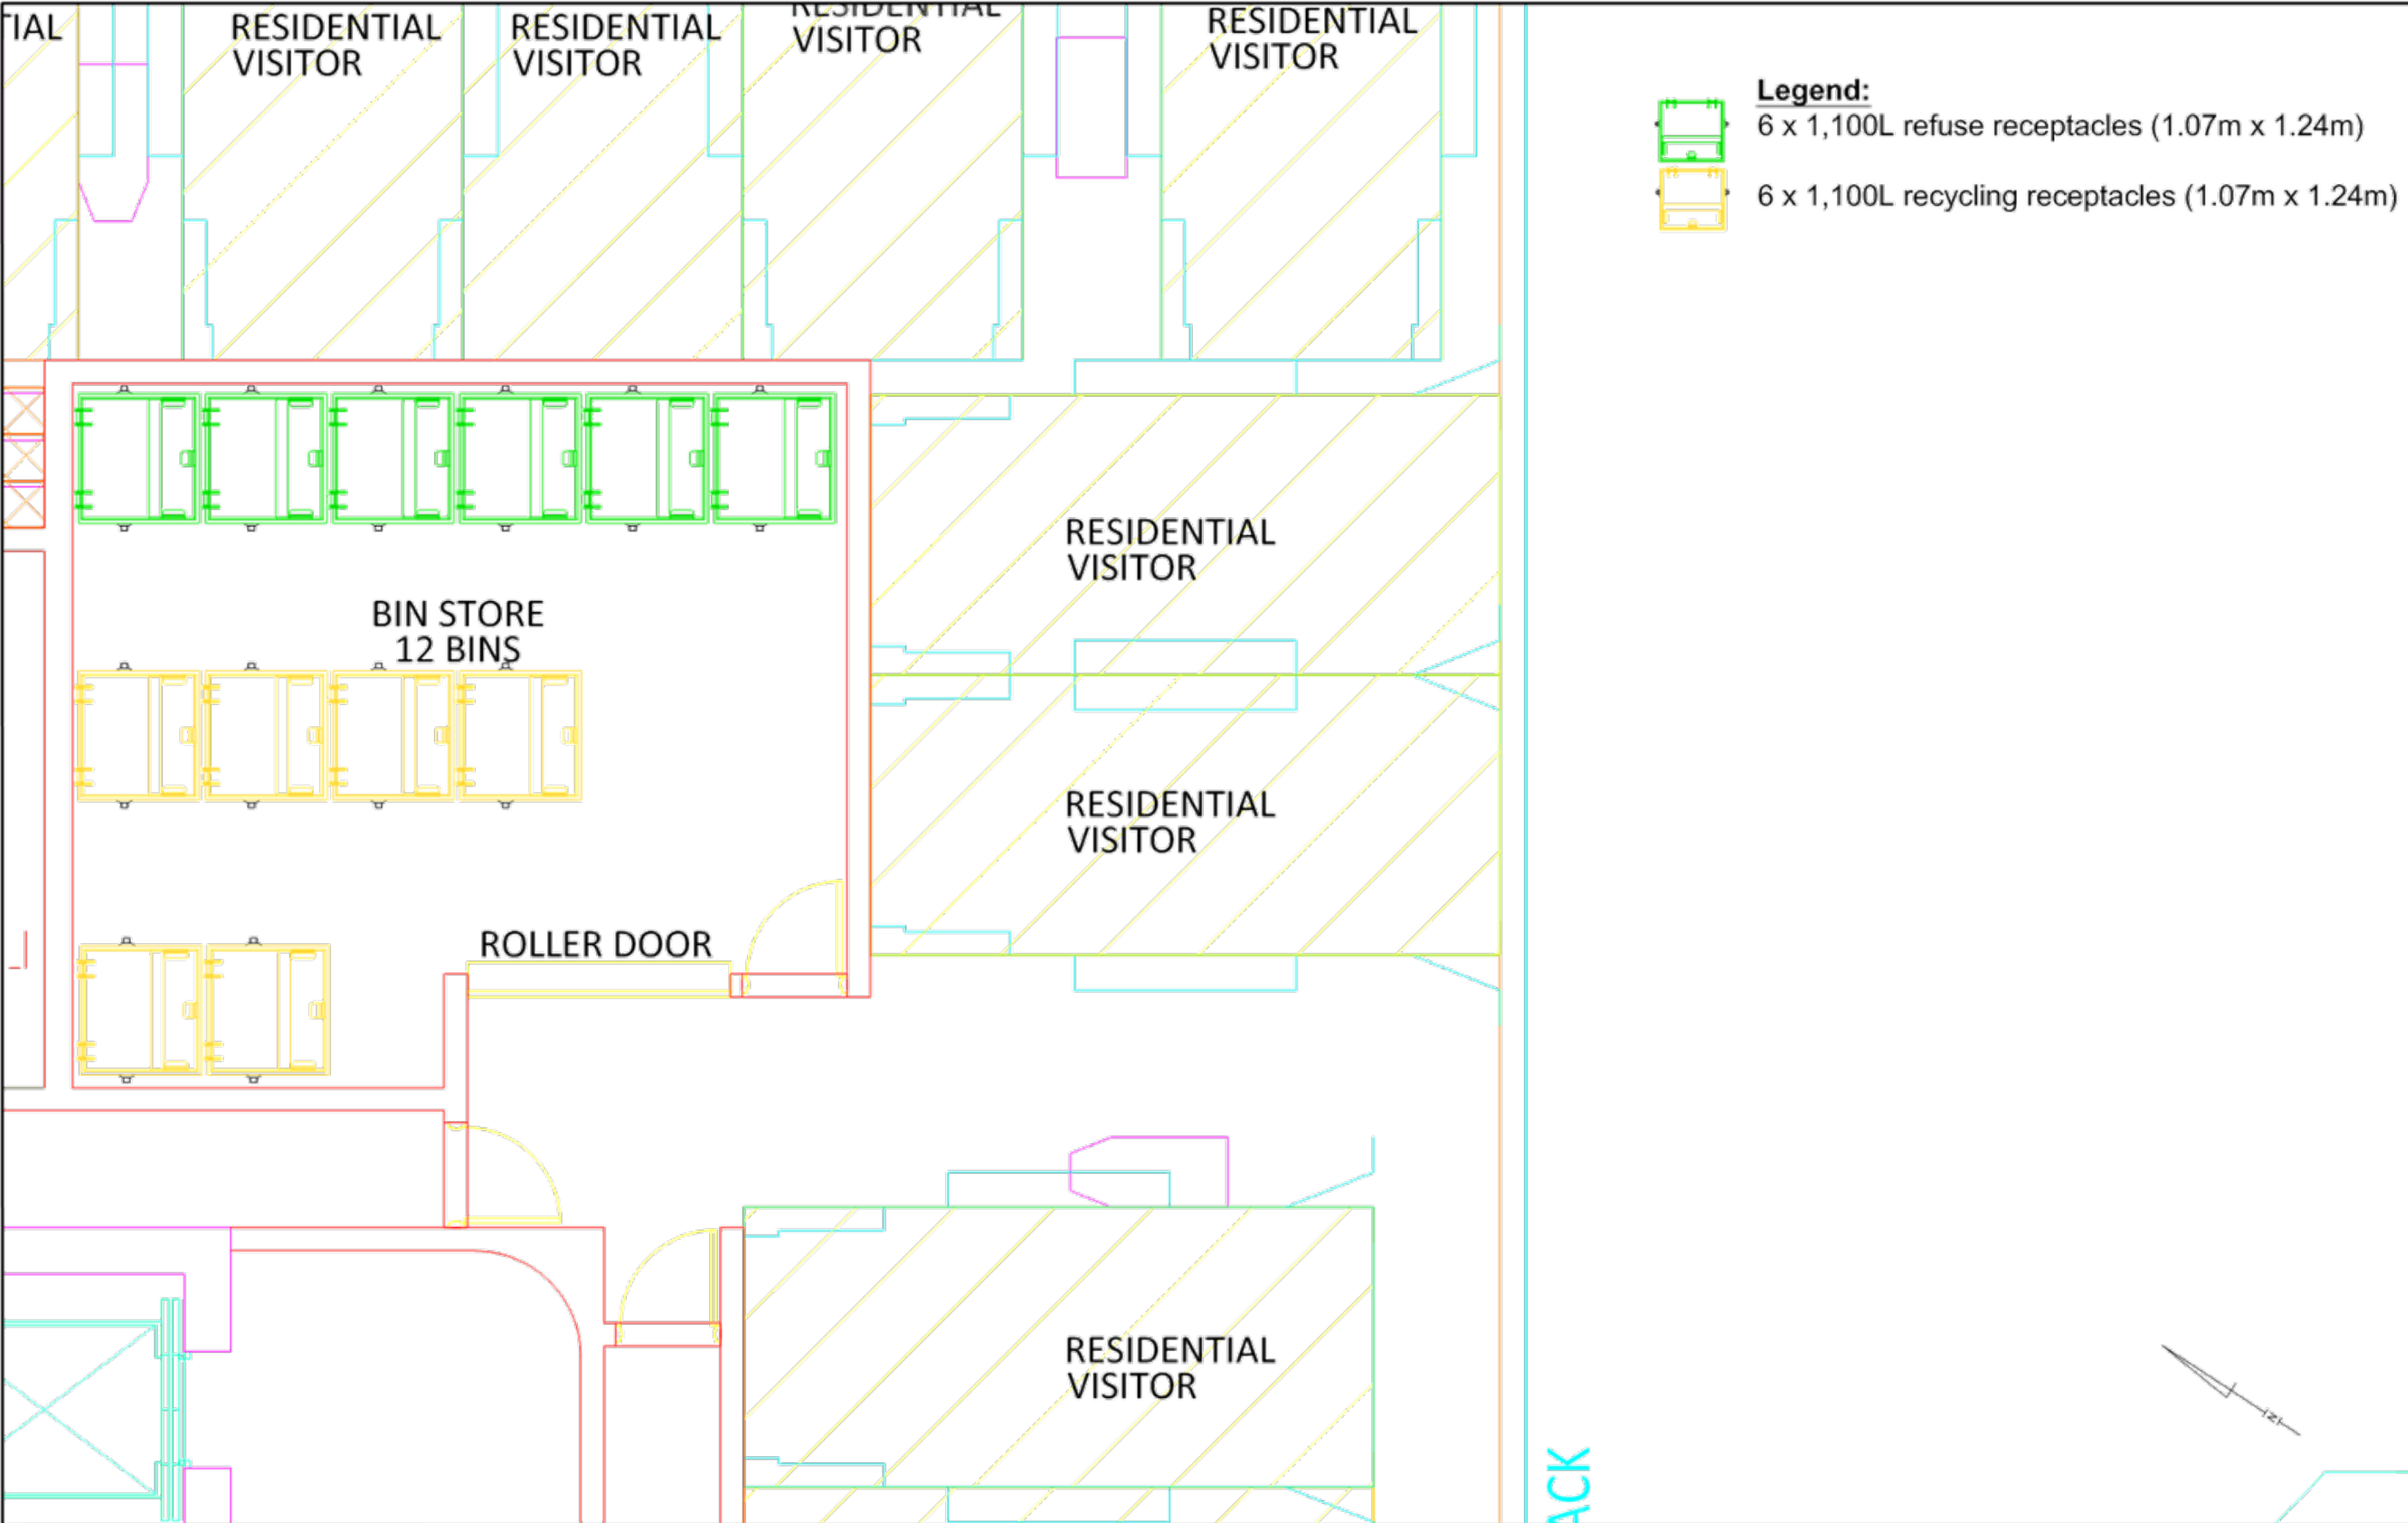 TIAL
RESIDENTIAL
VISITOR
RESIDENTIAL
VISITOR
RESIDENTIAL
VISITOR
RESIDENTIAL
VISITOR
Legend:
6 x 1,100L refuse receptacles (1.07m x 1.24m)
6 x 1,100L recycling receptacles (1.07m x 1.24m)
RESIDENTIAL
VISITOR
BIN STORE
12 BINS
RESIDENTIAL
VISITOR
ROLLER DOOR
RESIDENTIAL
VISITOR
N
ACK